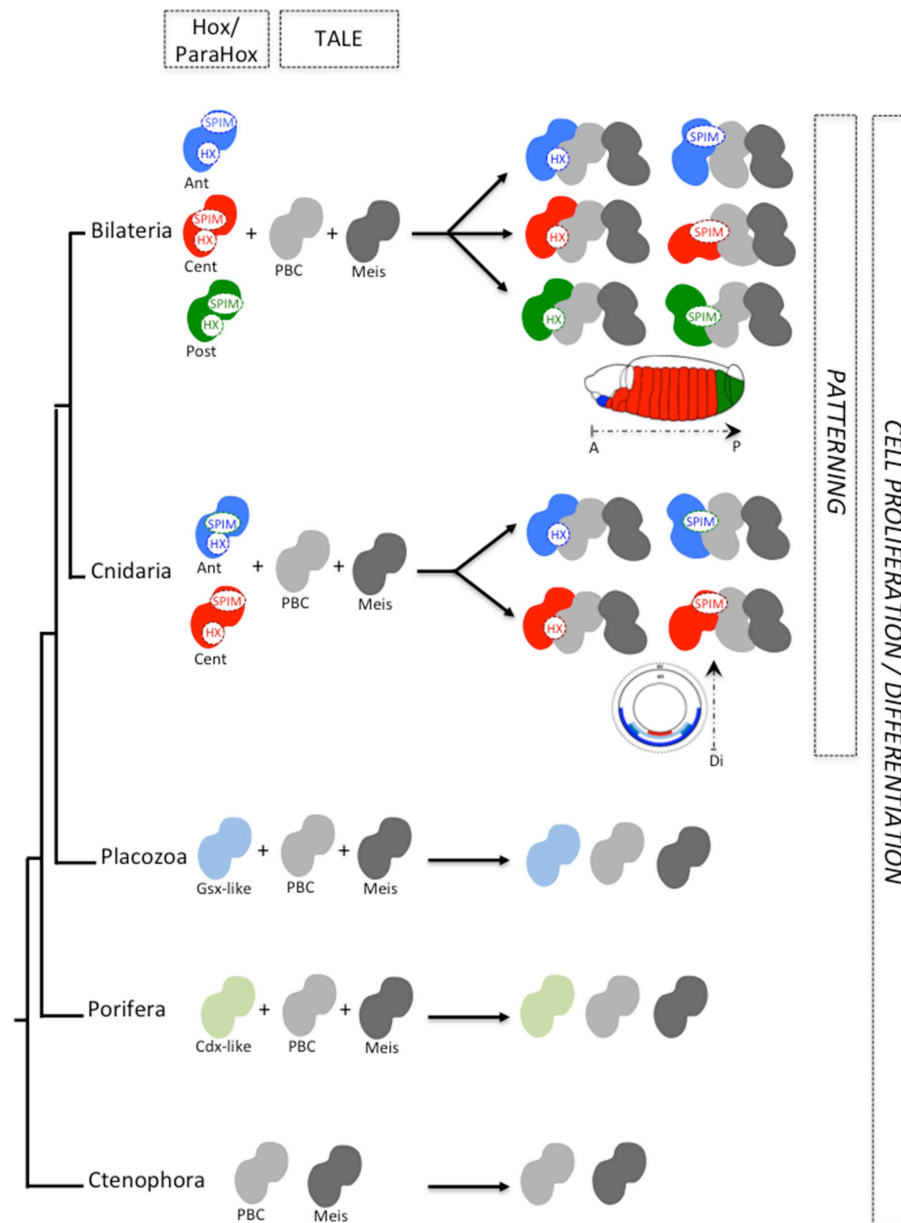 Hox/
ParaHox
TALE
SPIM
HX
Ant
HX
SPIM
Bilateria
SPIM
HX
Cent
+
PBC
+
Meis
HX
SPIM
SPIM
HX
Post
HX
SPIM
A
P
PATTERNING
CELL PROLIFERATION / DIFFERENTIATION
SPIM
HX
Ant
HX
SPIM
Cnidaria
+
PBC
+
Meis
SPIM
HX
Cent
HX
SPIM
Di
Placozoa
Gsx-like
+
PBC
+
Meis
Porifera
Cdx-like
+
PBC
+
Meis
Ctenophora
PBC
Meis